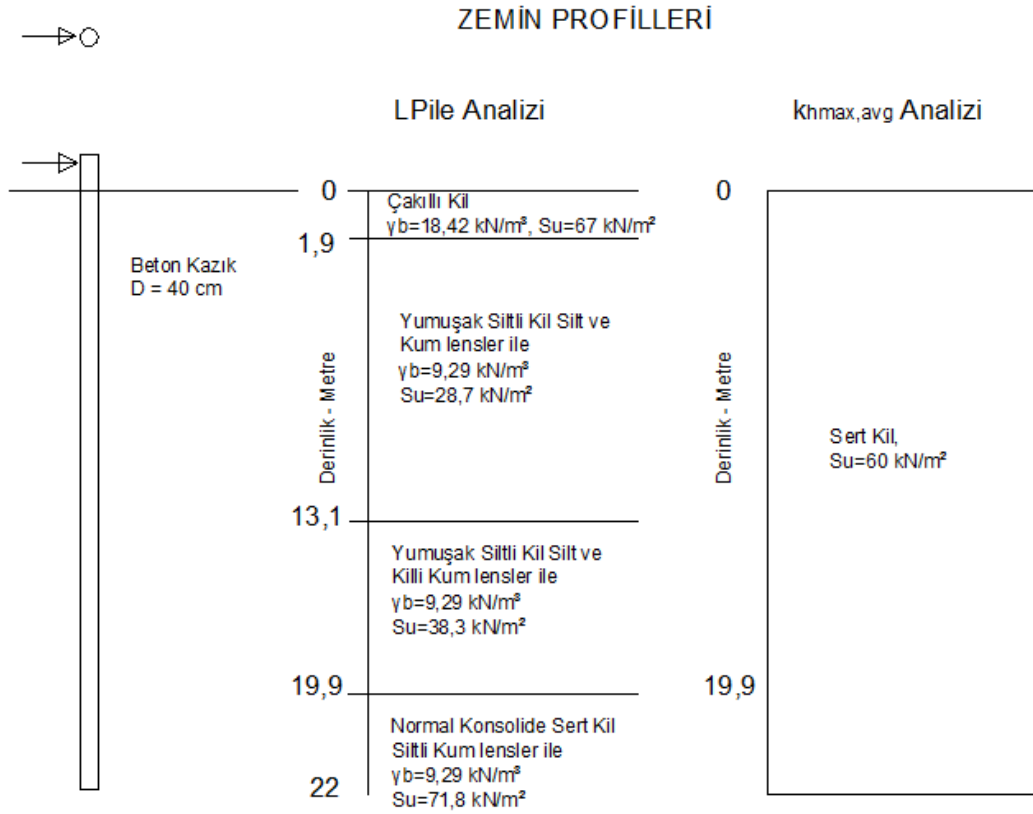 ZEMİN PROFİLLERİ
LPile Analizi
khmax,avg Analizi
Beton Kazık
D = 40 cm
Derinlik - Metre
0
1,9
13,1
19,9
22
Çakıllı Kil
γb=18,42 kN/m³, Su=67 kN/m²
Yumuşak Siltli Kil Silt ve
Kum lensler ile
γb=9,29 kN/m³
Su=28,7 kN/m²
Yumuşak Siltli Kil Silt ve
Killi Kum lensler ile
γb=9,29 kN/m³
Su=38,3 kN/m²
Normal Konsolide Sert Kil
Siltli Kum lensler ile
γb=9,29 kN/m³
Su=71,8 kN/m²
Derinlik - Metre
0
19,9
Sert Kil,
Su=60 kN/m²